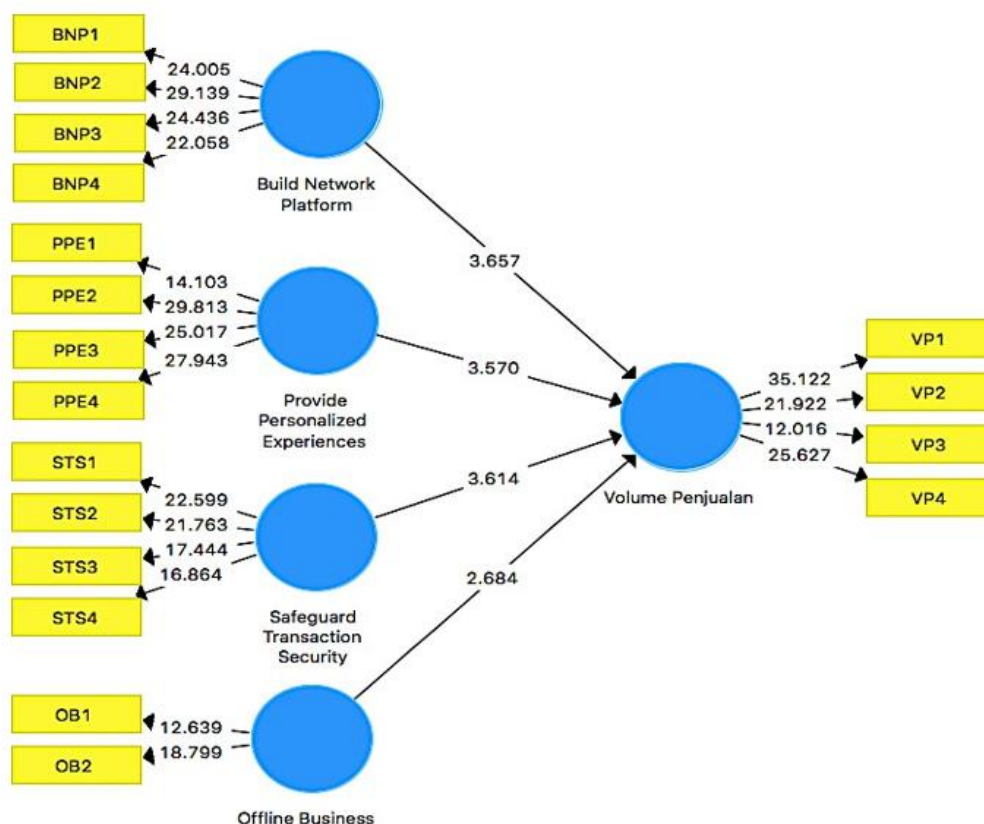 BNP1
24.005
BNP2
29.139
BNP3
24.436
BNP4
22.058
Build Network
Platform
3.657
PPE1
14.103
PPE2
29.813
PPE3
25.017
PPE4
27.943
Provide
Personalized
Experiences
3.570
STS1
22.599
STS2
21.763
STS3
17.444
STS4
16.864
Safeguard
Transaction
Security
3.614
OB1
12.639
OB2
18.799
Offline Business
2.684
Volume Penjualan
VP1
35.122
VP2
21.922
VP3
12.016
VP4
25.627